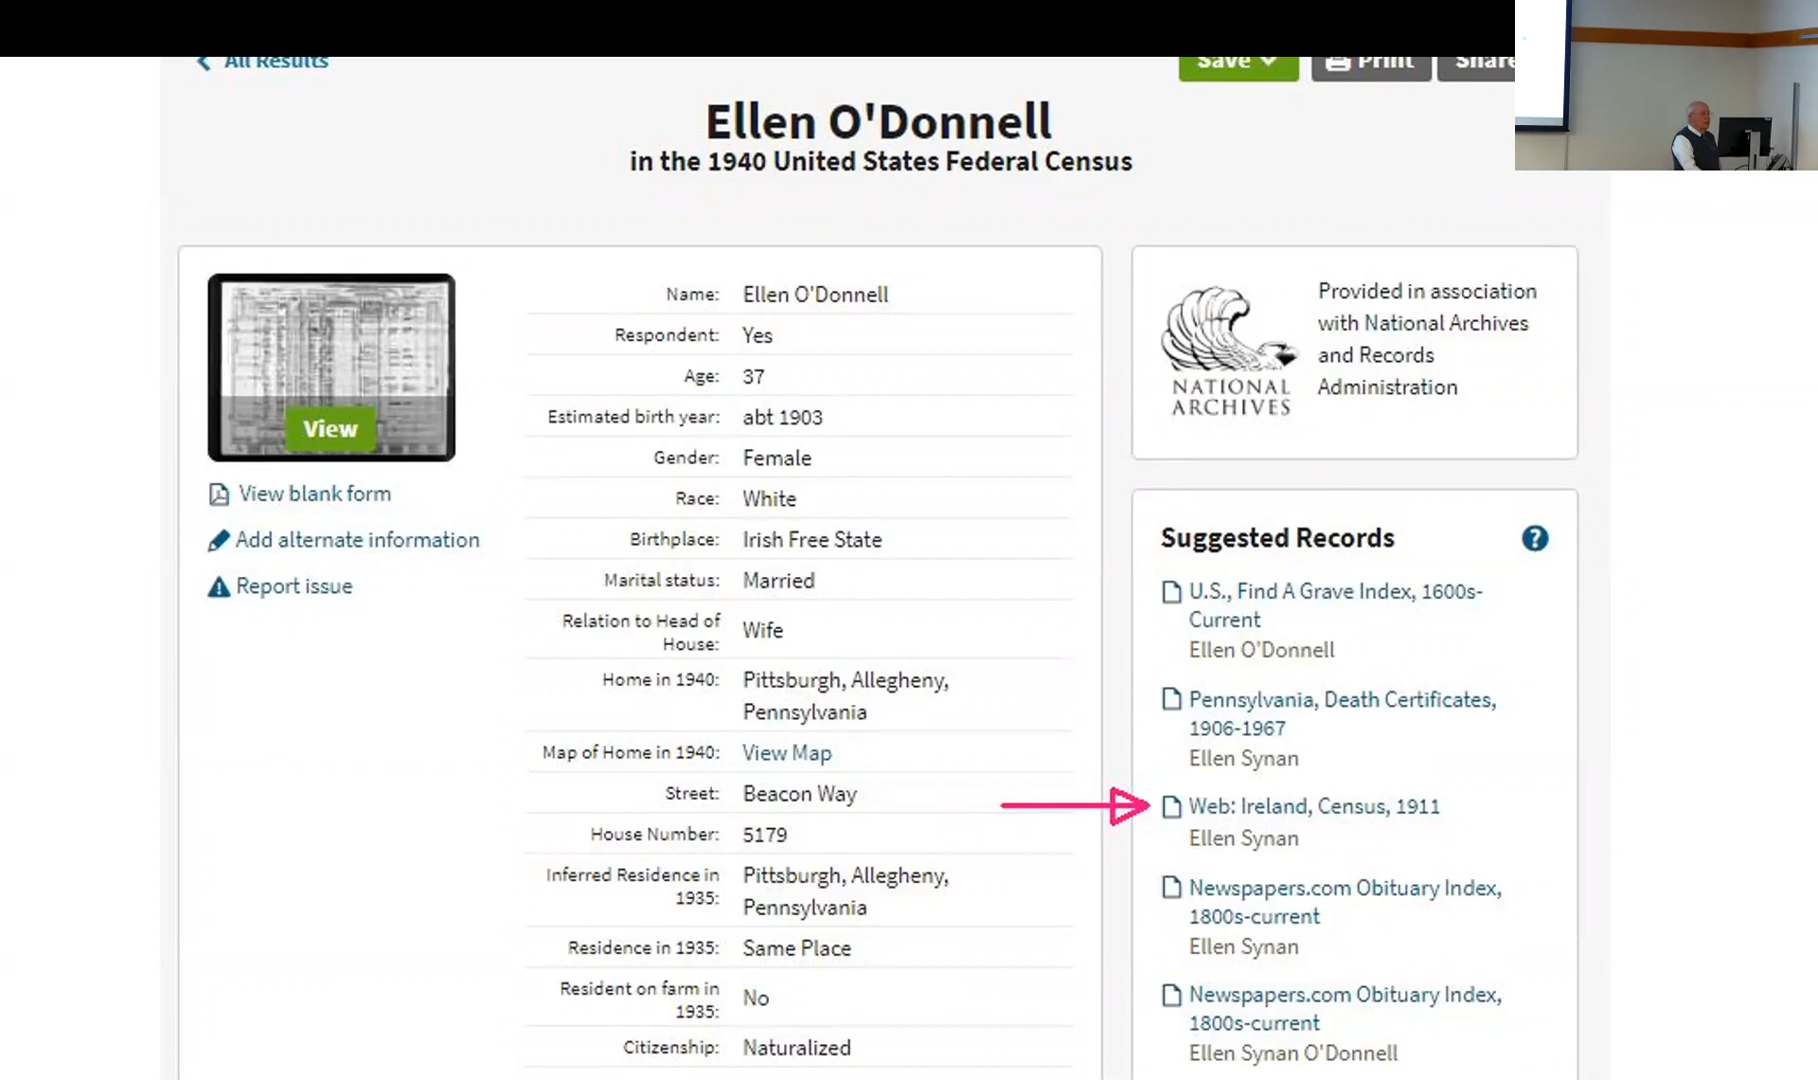 All Results
Save
Print
Share
Ellen O'Donnell
in the 1940 United States Federal Census
View
View blank form
Add alternate information
Report issue
Name: Ellen O'Donnell
Respondent: Yes
Age: 37
Estimated birth year: abt 1903
Gender: Female
Race: White
Birthplace: Irish Free State
Marital status: Married
Relation to Head of
House: Wife
Home in 1940: Pittsburgh, Allegheny,
Pennsylvania
Map of Home in 1940: View Map
Street: Beacon Way
House Number: 5179
Inferred Residence in
1935: Pittsburgh, Allegheny,
Pennsylvania
Residence in 1935: Same Place
Resident on farm in
1935: No
Citizenship: Naturalized
NATIONAL
ARCHIVES
Provided in association
with National Archives
and Records
Administration
Suggested Records
?
U.S., Find A Grave Index, 1600s-
Current
Ellen O'Donnell
Pennsylvania, Death Certificates,
1906-1967
Ellen Synan
Web: Ireland, Census, 1911
Ellen Synan
Newspapers.com Obituary Index,
1800s-current
Ellen Synan
Newspapers.com Obituary Index,
1800s-current
Ellen Synan O'Donnell